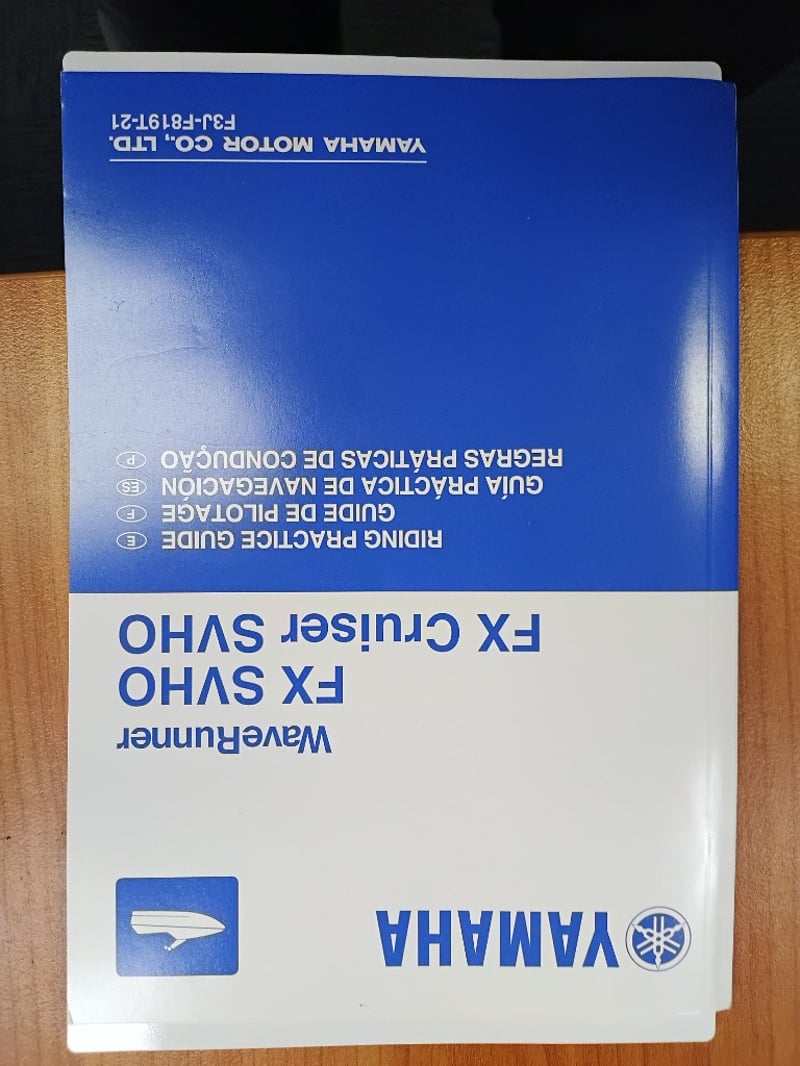 YAMAHA
WaveRunner
FX SVHO
FX Cruiser SVHO
E RIDING PRACTICE GUIDE
F GUIDE DE PILOTAGE
ES GUÍA PRÁCTICA DE NAVEGACIÓN
P REGRAS PRÁTICAS DE CONDUÇÃO
YAMAHA MOTOR CO., LTD.
F3J-F819T-21